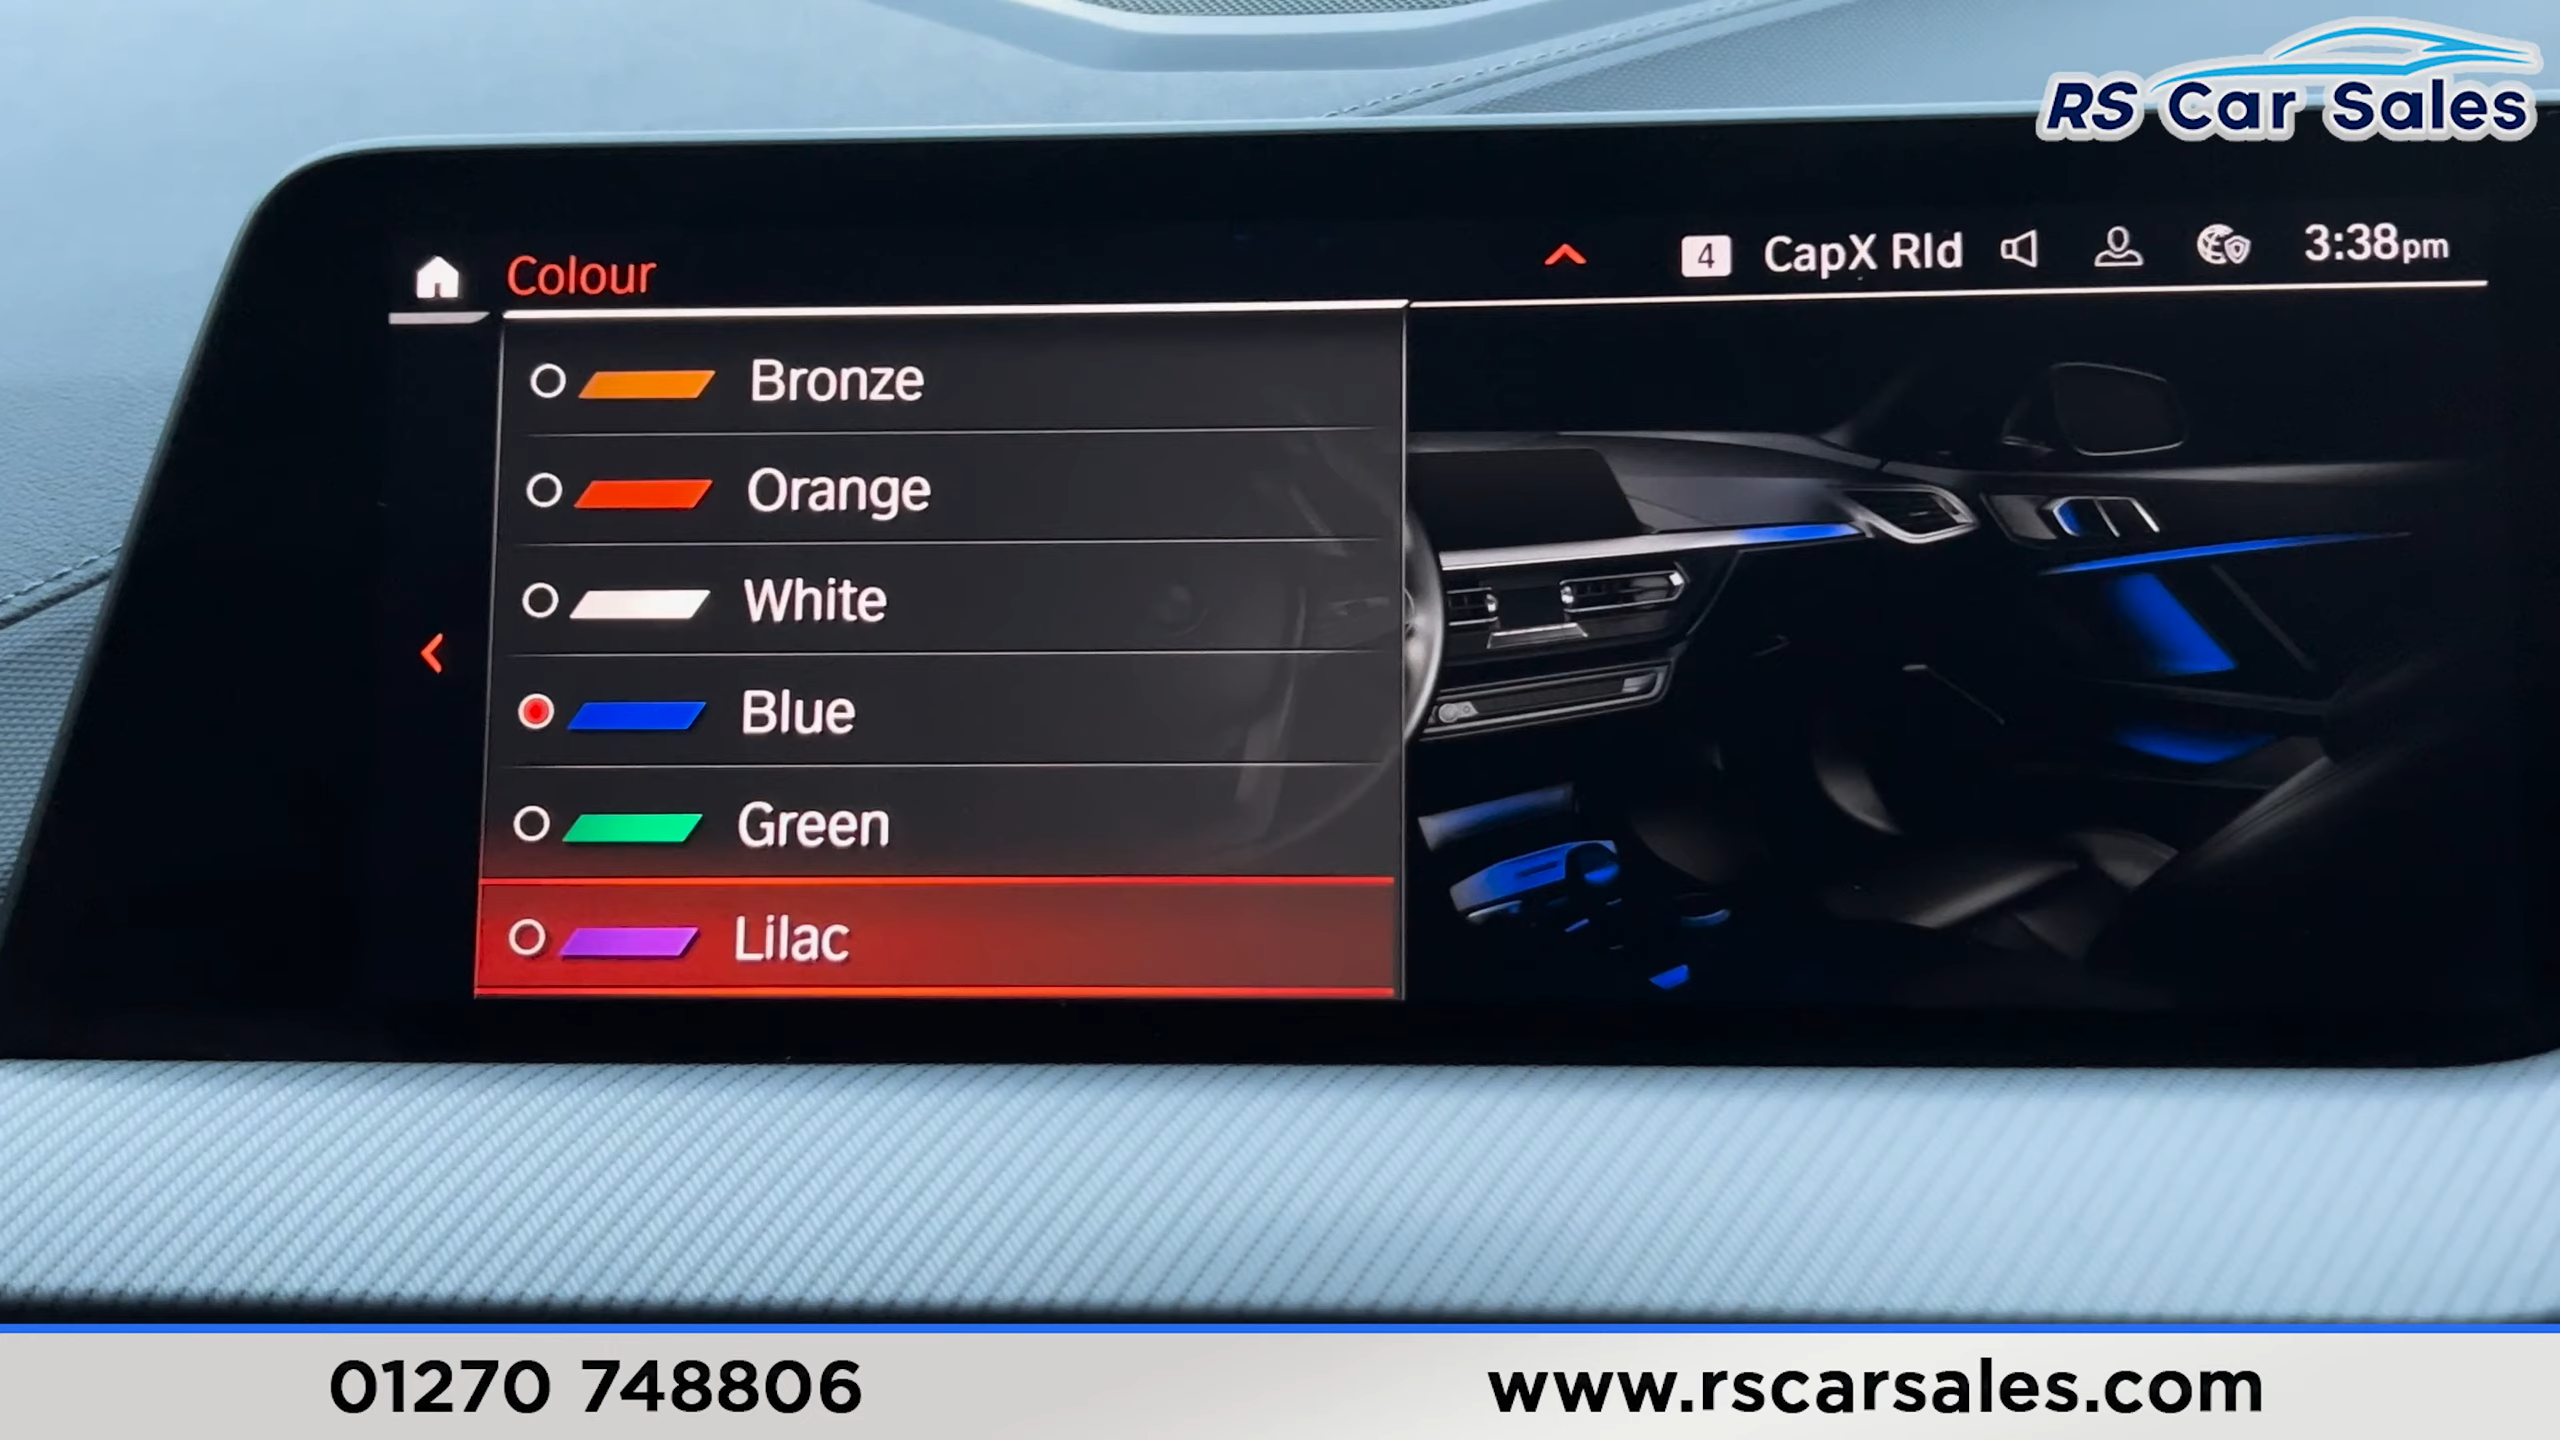 RS Car Sales
Colour
4 CapX Rld 3:38pm
Bronze
Orange
White
Blue
Green
Lilac
01270 748806
www.rscarsales.com